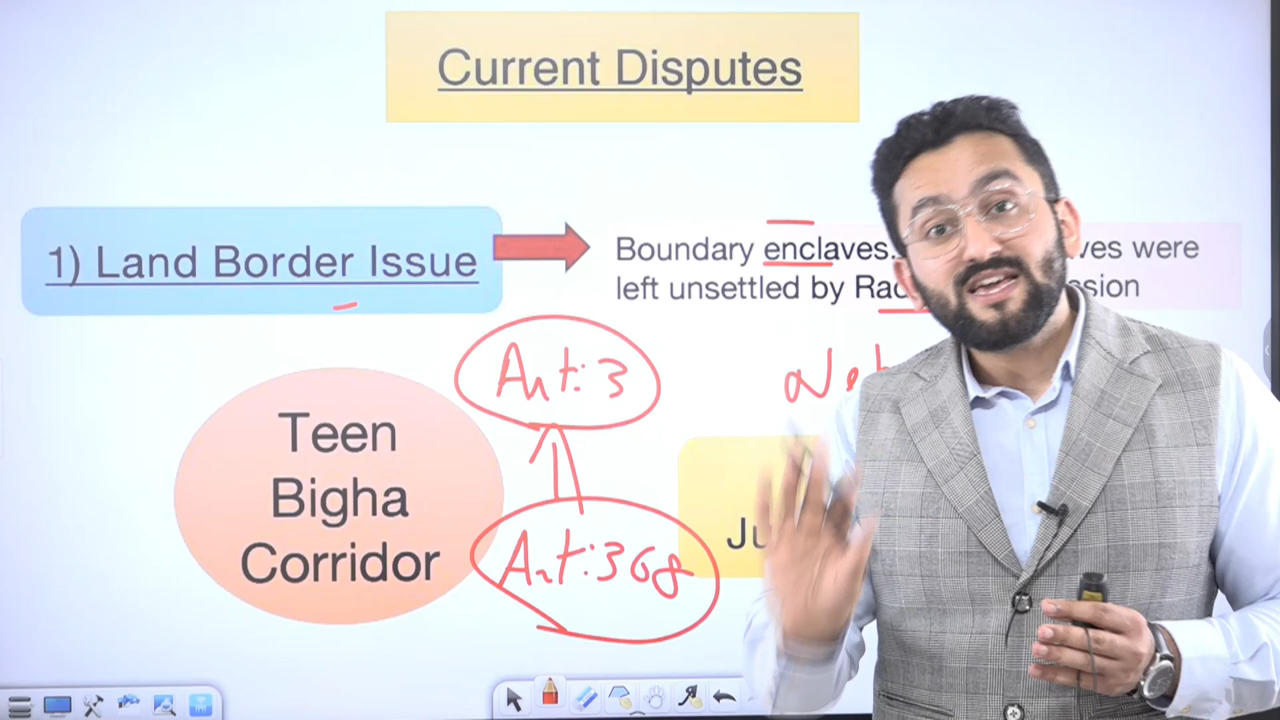 Current Disputes
1) Land Border Issue
Boundary enclaves. ves were
left unsettled by Rad ssion
Art: 3
Teen
Bigha
Corridor
Art: 368